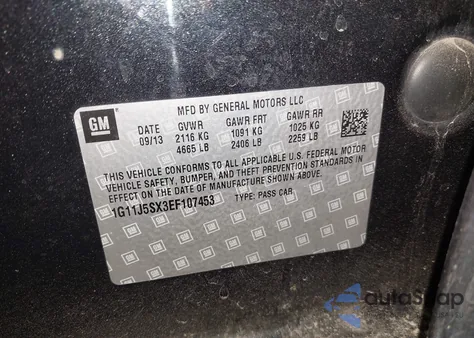 MFD BY GENERAL MOTORS LLC
GM
DATE GVWR GAWR FRT GAWR RR
09/13 2116 KG 1091 KG 1025 KG
4665 LB 2406 LB 2259 LB
THIS VEHICLE CONFORMS TO ALL APPLICABLE U.S. FEDERAL MOTOR
VEHICLE SAFETY, BUMPER, AND THEFT PREVENTION STANDARDS IN
EFFECT ON THE DATE OF MANUFACTURE SHOWN ABOVE.
1G11J5SX3EF107453 TYPE: PASS CAR